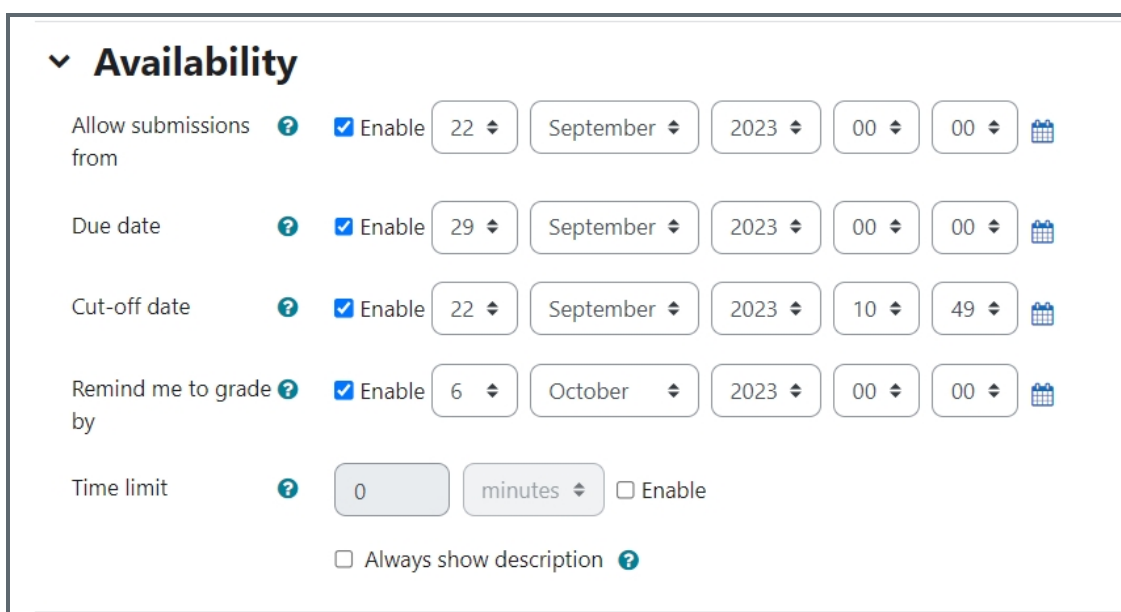 Availability
Allow submissions from ? Enable 22 September 2023 00 00
Due date ? Enable 29 September 2023 00 00
Cut-off date ? Enable 22 September 2023 10 49
Remind me to grade by ? Enable 6 October 2023 00 00
Time limit ? 0 minutes Enable
Always show description ?